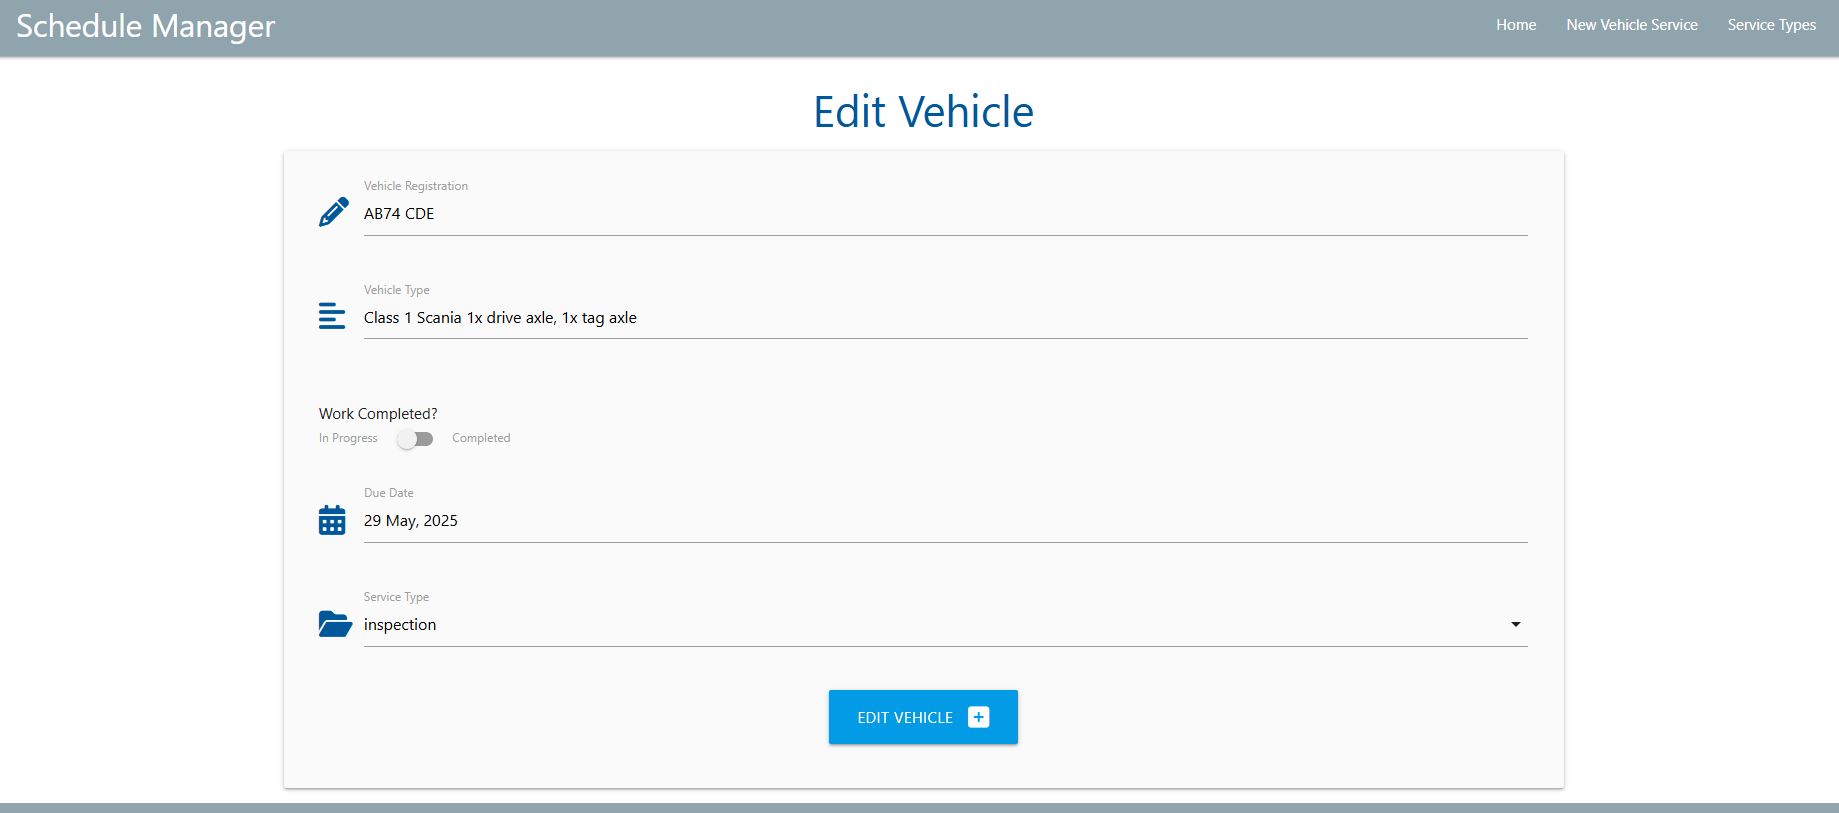 Schedule Manager
Home New Vehicle Service Service Types
Edit Vehicle
Vehicle Registration
AB74 CDE
Vehicle Type
Class 1 Scania 1x drive axle, 1x tag axle
Work Completed?
In Progress Completed
Due Date
29 May, 2025
Service Type
inspection
EDIT VEHICLE